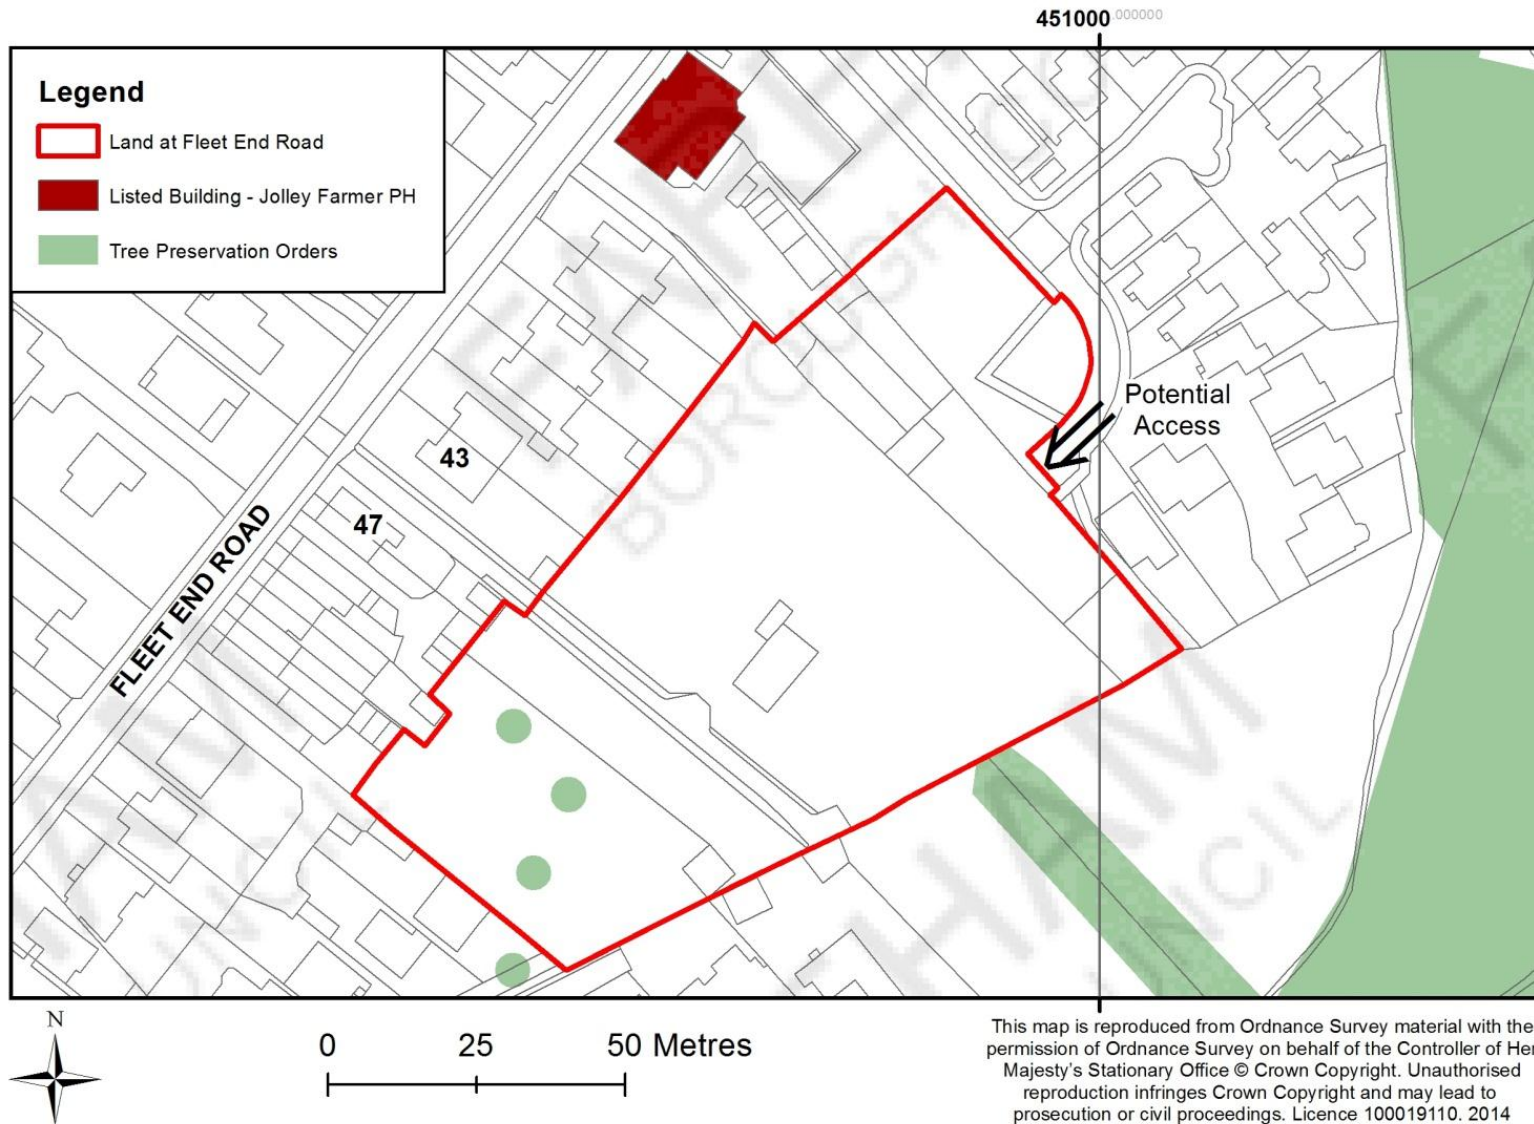 451000.000000
Legend
Land at Fleet End Road
Listed Building - Jolley Farmer PH
Tree Preservation Orders
Potential
Access
43
47
FLEET END ROAD
N
0 25 50 Metres
This map is reproduced from Ordnance Survey material with the
permission of Ordnance Survey on behalf of the Controller of Her
Majesty's Stationary Office © Crown Copyright. Unauthorised
reproduction infringes Crown Copyright and may lead to
prosecution or civil proceedings. Licence 100019110. 2014